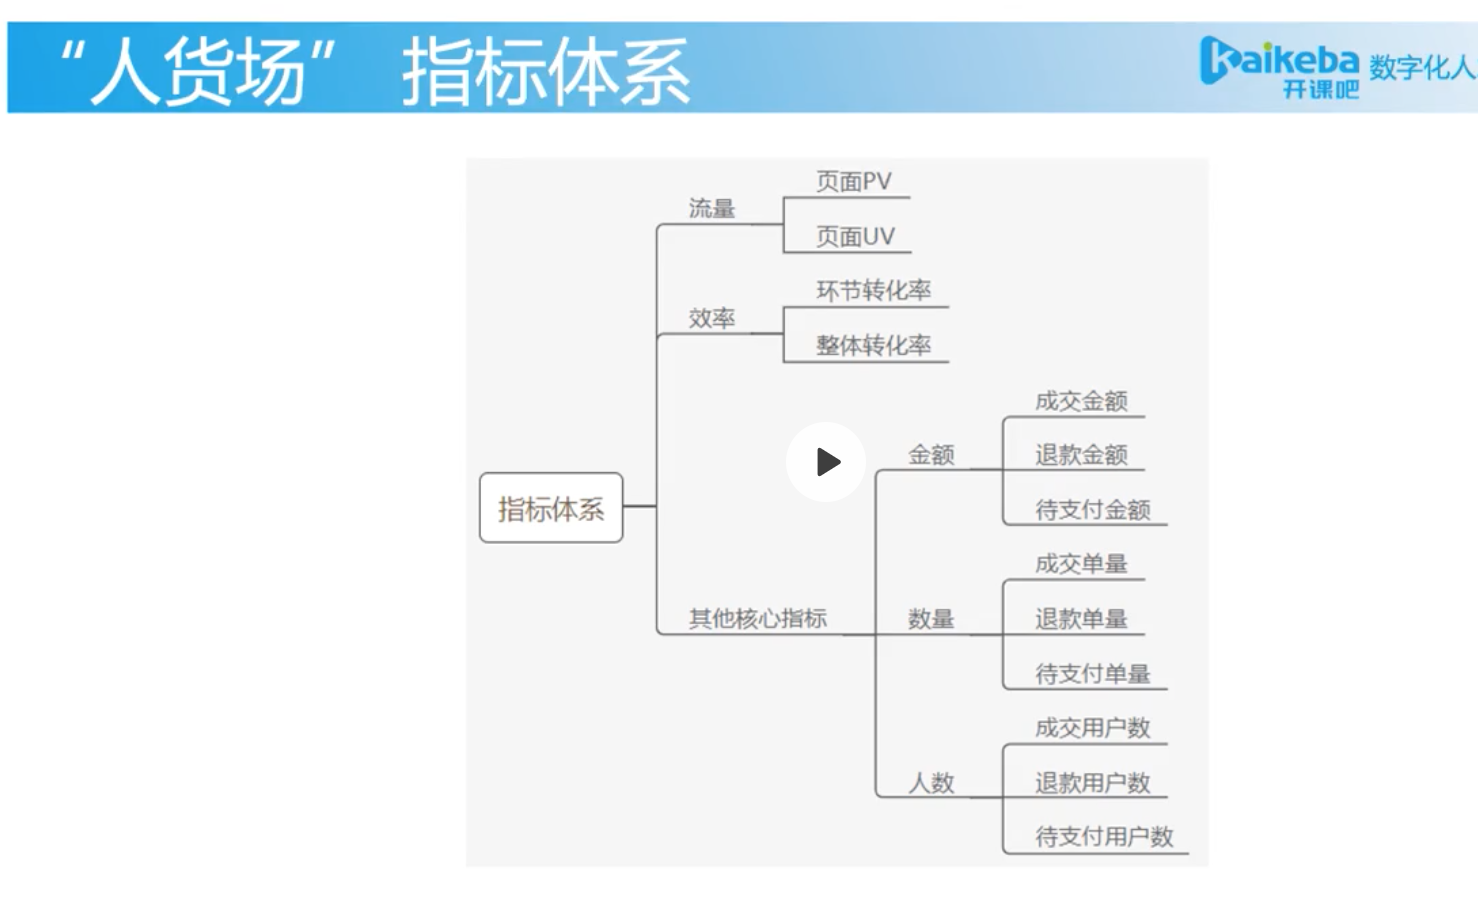 “人货场” 指标体系
Kaikeba 数字化人
开课吧
页面PV
流量
页面UV
环节转化率
效率
整体转化率
成交金额
金额
退款金额
待支付金额
指标体系
成交单量
其他核心指标
数量
退款单量
待支付单量
成交用户数
人数
退款用户数
待支付用户数